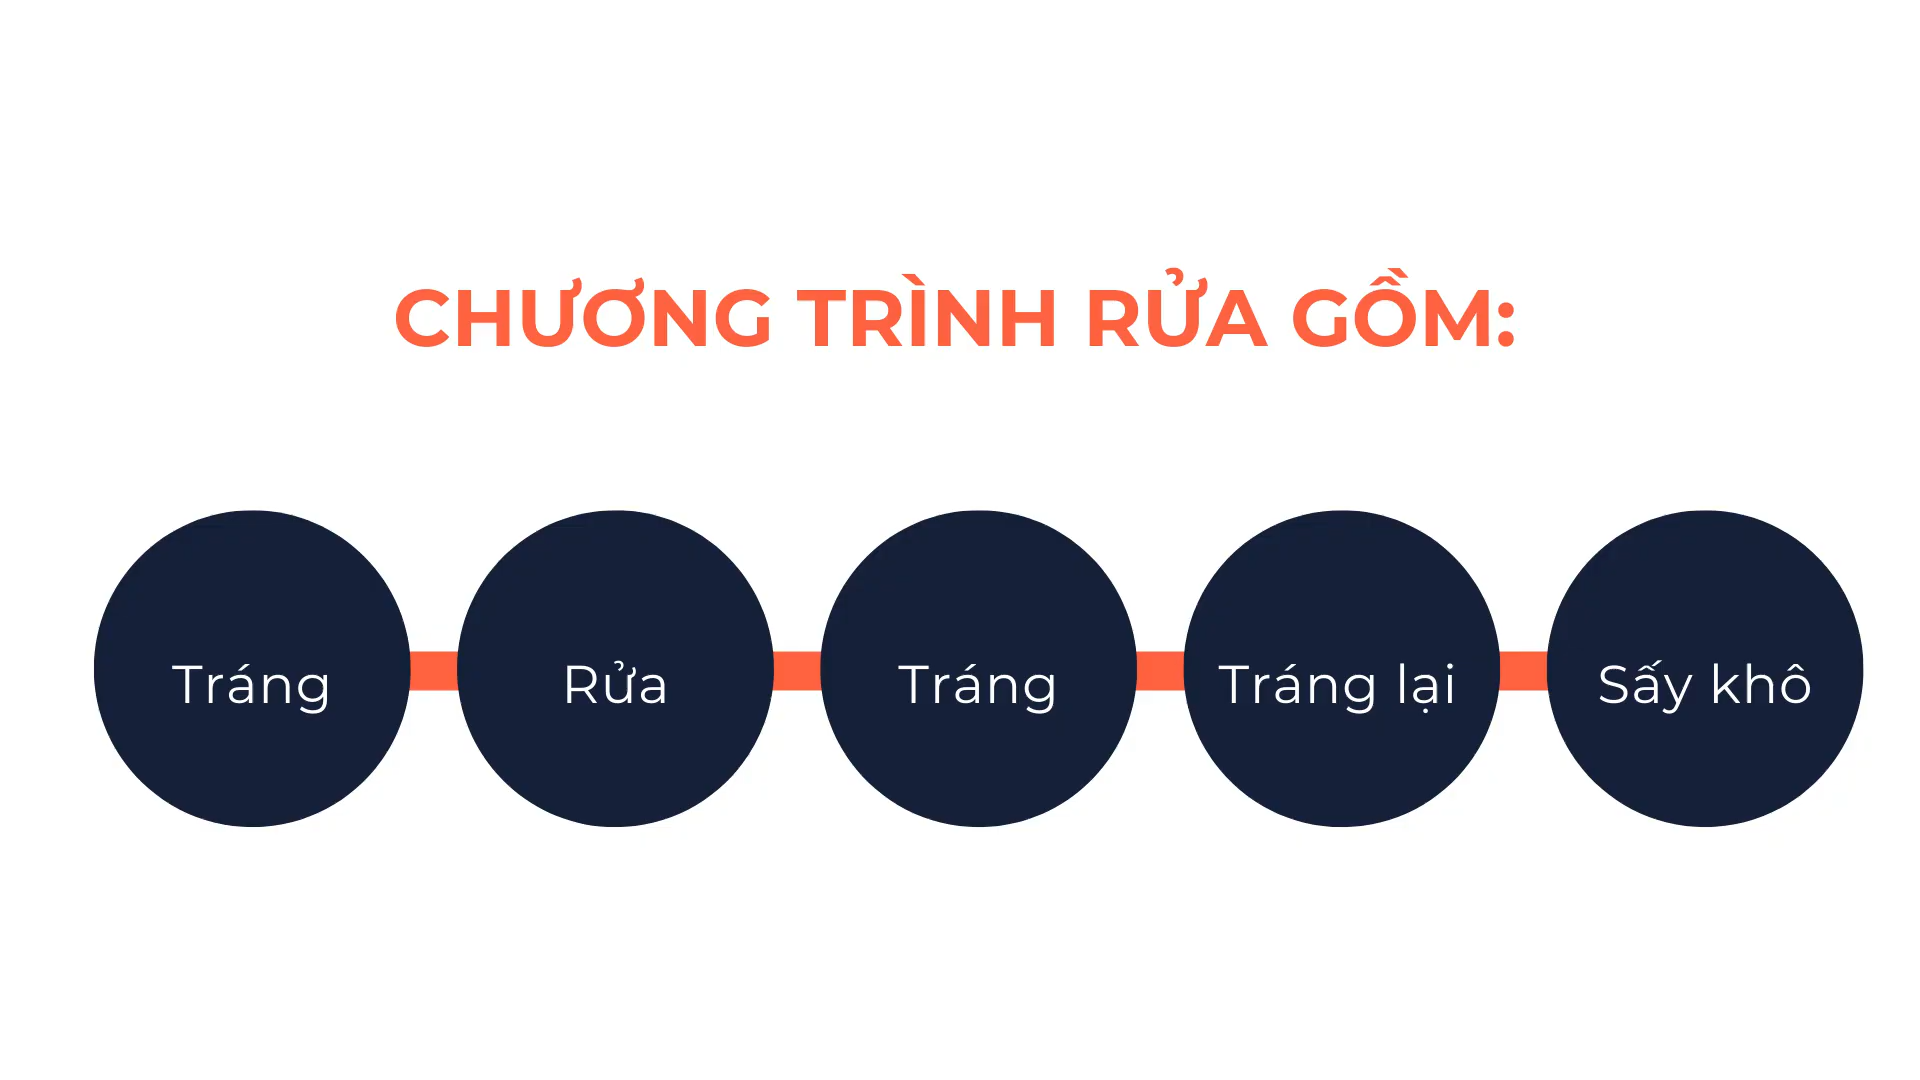 CHƯƠNG TRÌNH RỬA GỒM:
Tráng
Rửa
Tráng
Tráng lại
Sấy khô